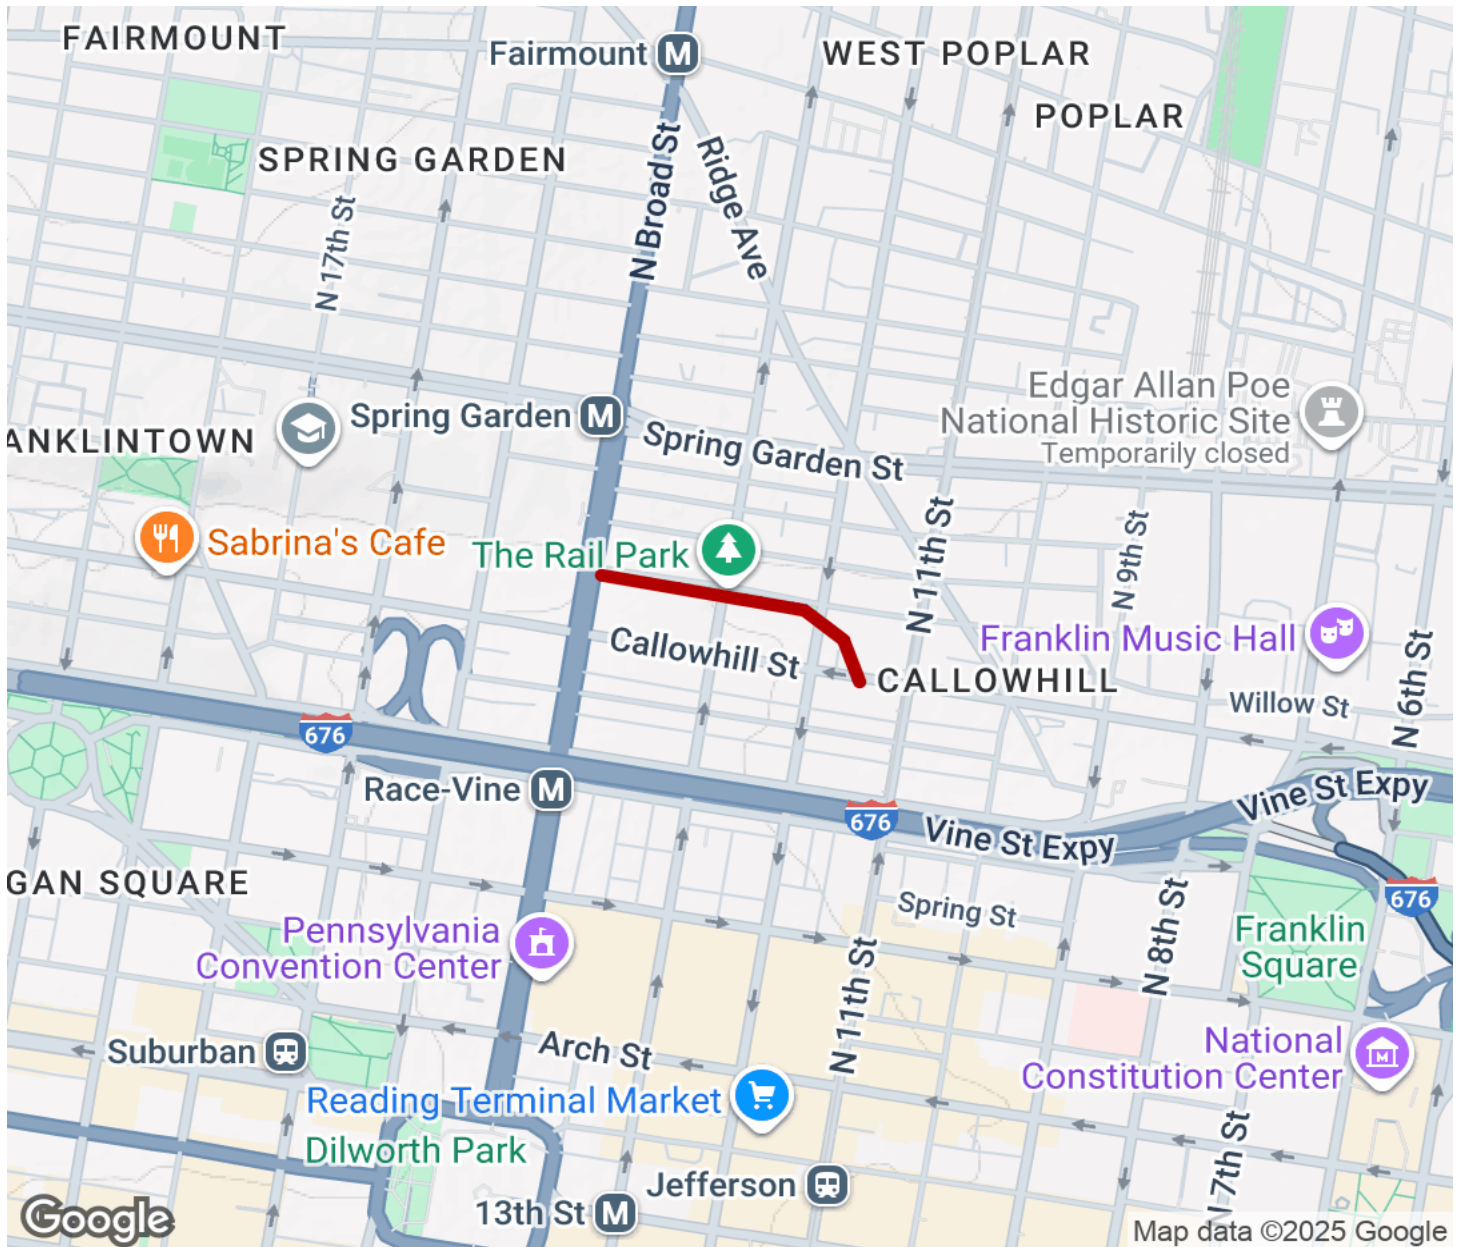 FAIRMOUNT
Fairmount M
WEST POPLAR
POPLAR
SPRING GARDEN
N Broad St
Ridge Ave
N 17th St
Edgar Allan Poe
National Historic Site
Temporarily closed
Spring Garden M
ANKLINTOWN
Spring Garden St
Sabrina's Cafe
The Rail Park
N 11th St
N 9th St
Franklin Music Hall
Callowhill St
CALLOWHILL
N 6th St
Willow St
676
Race-Vine M
676
Vine St Expy
Vine St Expy
GAN SQUARE
676
Spring St
N 8th St
Pennsylvania
Convention Center
Franklin
Square
N 11th St
Suburban
Arch St
National
Constitution Center
M
Reading Terminal Market
Dilworth Park
N 7th St
Jefferson
13th St M
Google
Map data ©2025 Google